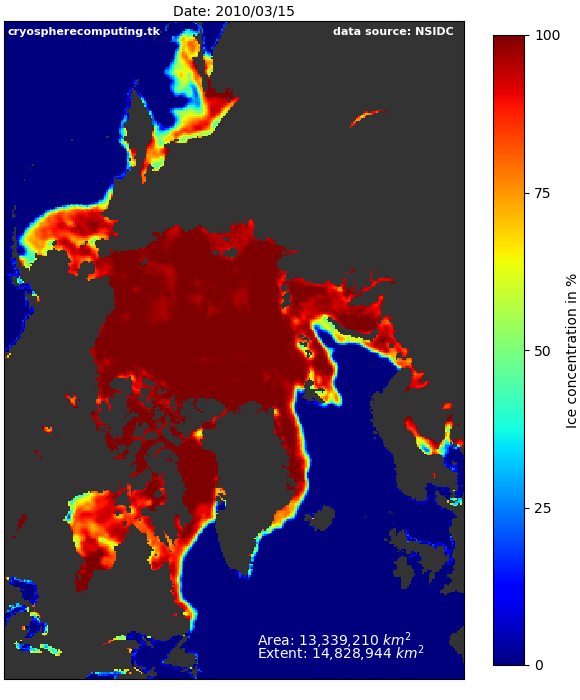 Date: 2010/03/15
cryospherecomputing.tk data source: NSIDC
100
75
50
25
0
Ice concentration in %
Area: 13,339,210 km²
Extent: 14,828,944 km²